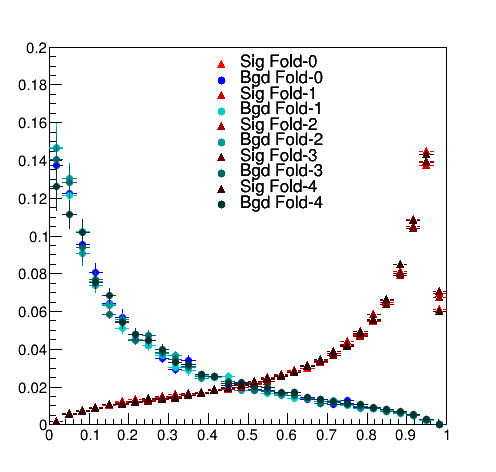 0.2
0.18
0.16
0.14
0.12
0.1
0.08
0.06
0.04
0.02
0
Sig Fold-0
Bgd Fold-0
Sig Fold-1
Bgd Fold-1
Sig Fold-2
Bgd Fold-2
Sig Fold-3
Bgd Fold-3
Sig Fold-4
Bgd Fold-4
0 0.1 0.2 0.3 0.4 0.5 0.6 0.7 0.8 0.9 1